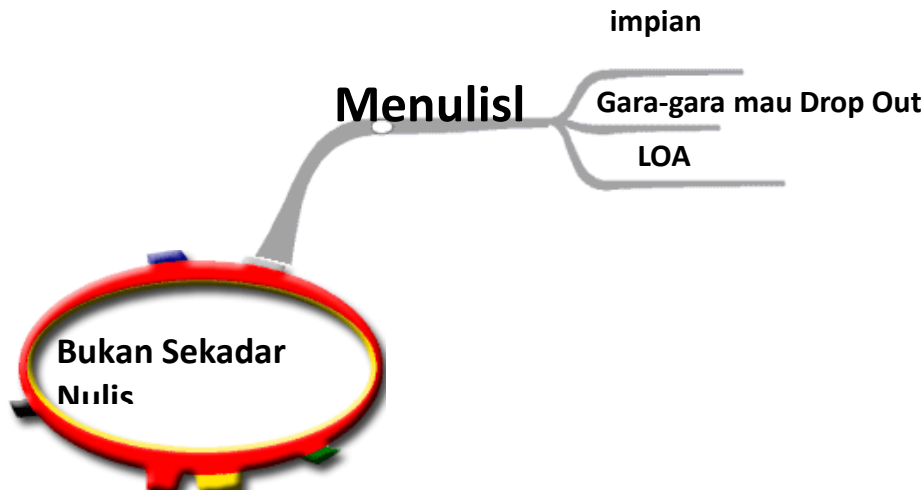 impian
Menulisl
Gara-gara mau Drop Out
LOA
Bukan Sekadar
Nulis